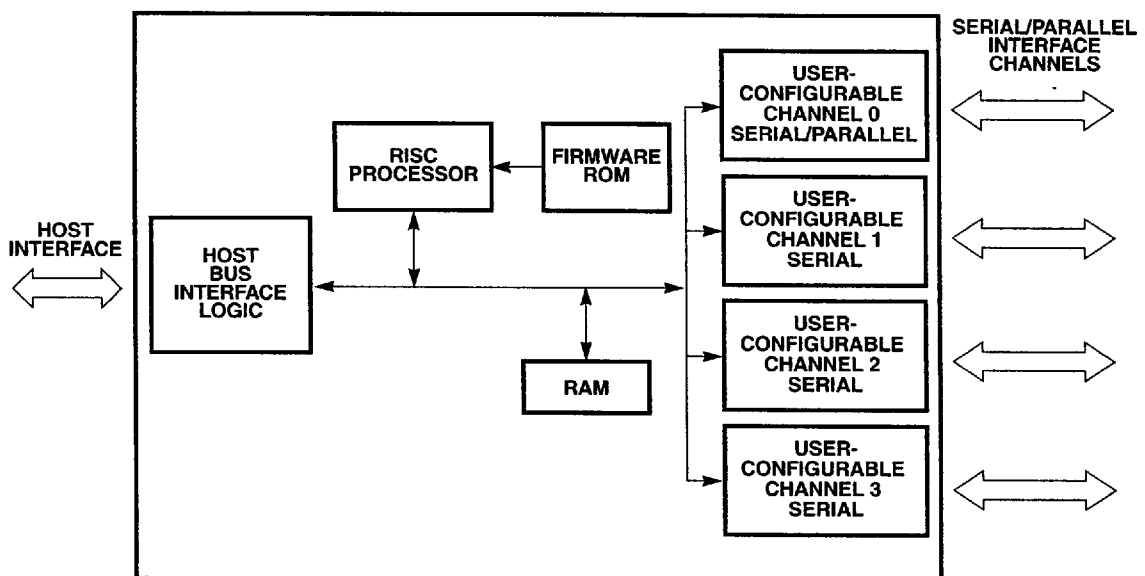 SERIAL/PARALLEL
INTERFACE
CHANNELS
USER-
CONFIGURABLE
CHANNEL 0
SERIAL/PARALLEL
RISC
PROCESSOR
FIRMWARE
ROM
USER-
CONFIGURABLE
CHANNEL 1
SERIAL
HOST
INTERFACE
HOST
BUS
INTERFACE
LOGIC
USER-
CONFIGURABLE
CHANNEL 2
SERIAL
RAM
USER-
CONFIGURABLE
CHANNEL 3
SERIAL